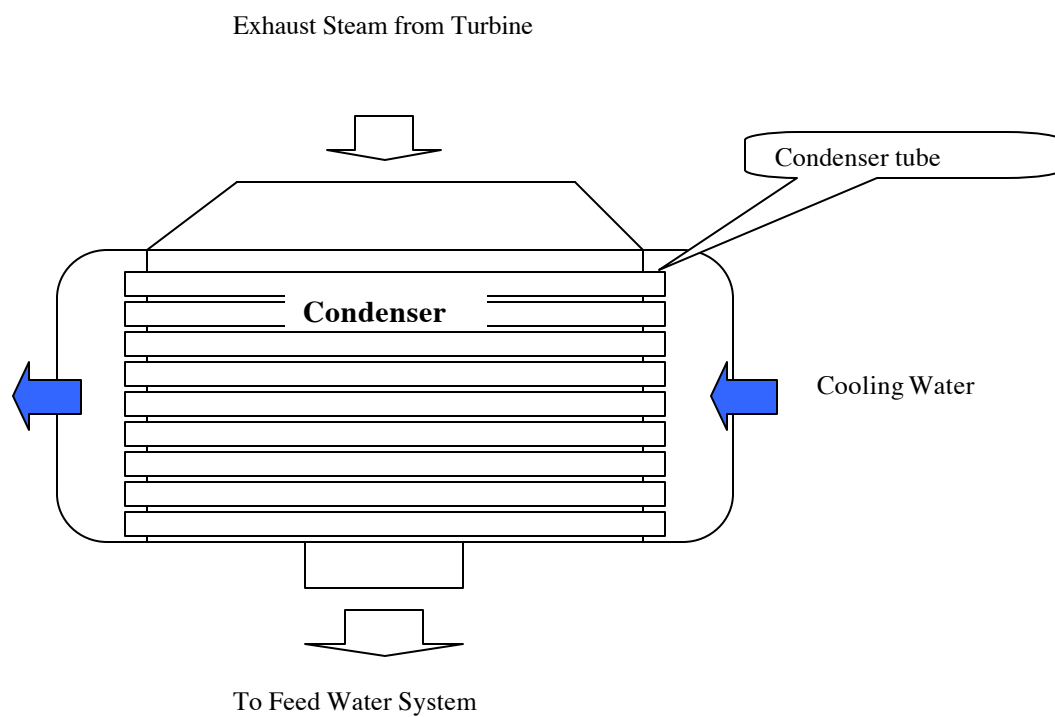 Exhaust Steam from Turbine
Condenser tube
Condenser
Cooling Water
To Feed Water System